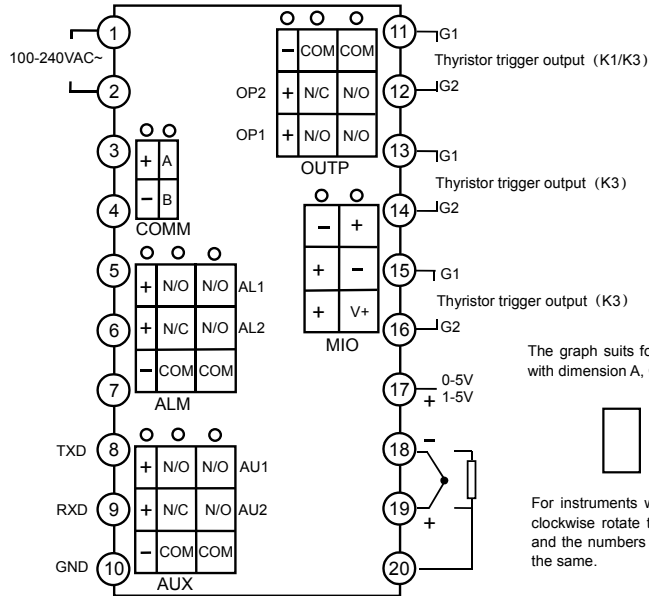 1
100-240VAC~
2
3
4
+ A
− B
COMM
5
6
7
+ N/O N/O AL1
+ N/C N/O AL2
− COM COM
ALM
TXD 8
RXD 9
GND 10
+ N/O N/O AU1
+ N/C N/O AU2
− COM COM
AUX
− COM COM
OP2 + N/C N/O
OP1 + N/O N/O
OUTP
− +
+ −
+ V+
MIO
11 G1
Thyristor trigger output (K1/K3)
12 G2
13 G1
Thyristor trigger output (K3)
14 G2
15 G1
Thyristor trigger output (K3)
16 G2
17 0-5V
+ 1-5V
18 −
19 +
20
The graph suits fo
with dimension A,
For instruments w
clockwise rotate t
and the numbers
the same.